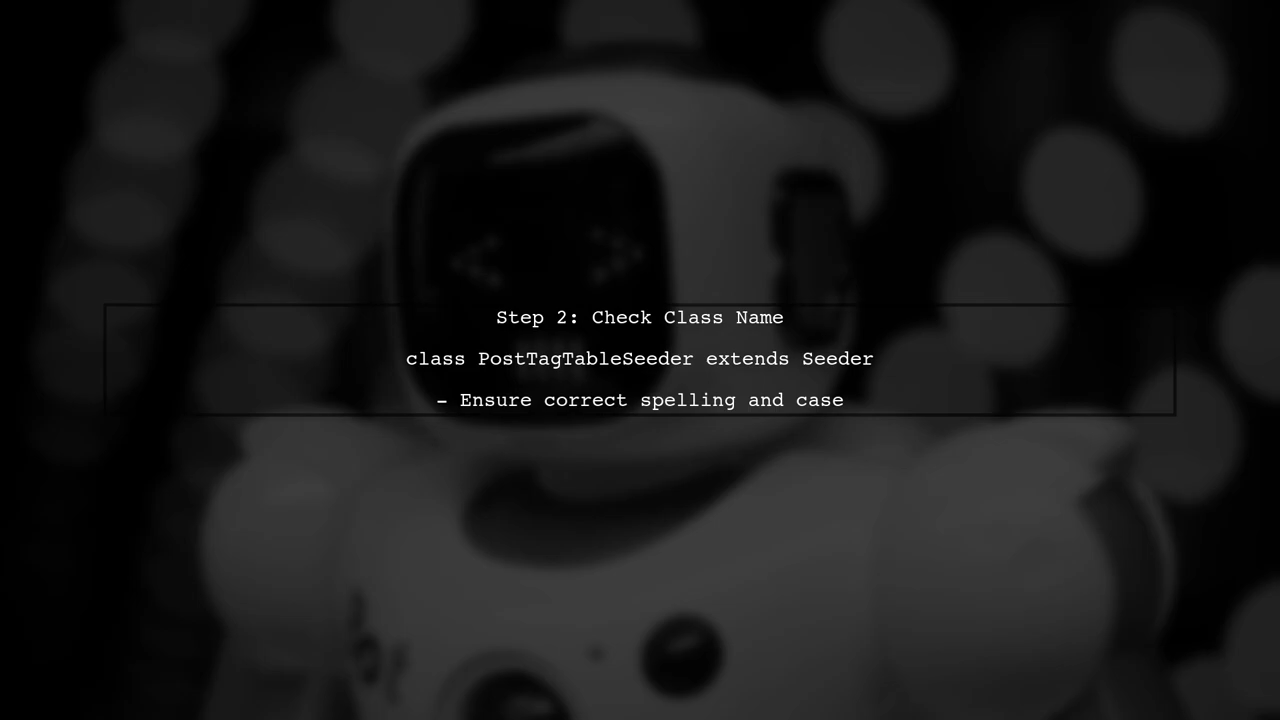 Step 2: Check Class Name
class PostTagTableSeeder extends Seeder
- Ensure correct spelling and case